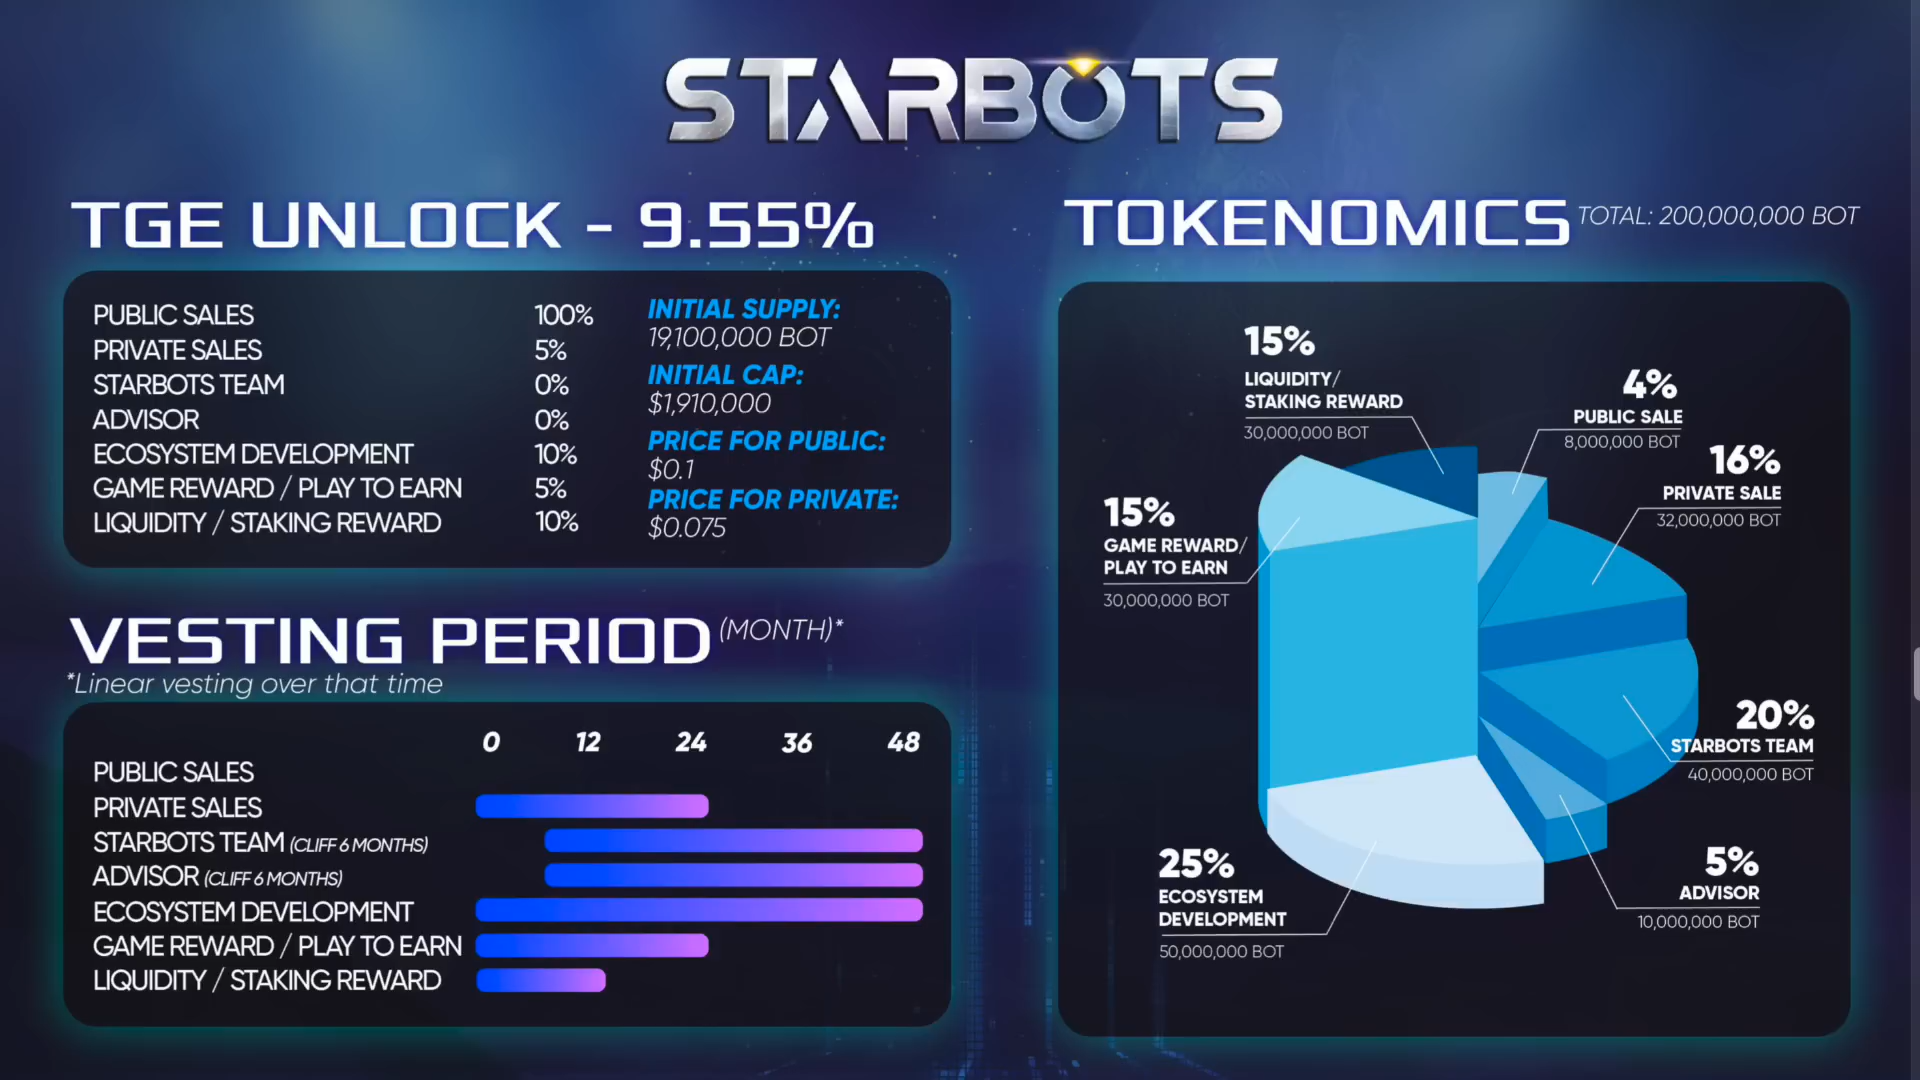 STARBOTS
TGE UNLOCK - 9.55%
PUBLIC SALES 100%
PRIVATE SALES 5%
STARBOTS TEAM 0%
ADVISOR 0%
ECOSYSTEM DEVELOPMENT 10%
GAME REWARD / PLAY TO EARN 5%
LIQUIDITY / STAKING REWARD 10%
INITIAL SUPPLY:
19,100,000 BOT
INITIAL CAP:
$1,910,000
PRICE FOR PUBLIC:
$0.1
PRICE FOR PRIVATE:
$0.075
VESTING PERIOD (MONTH)*
*Linear vesting over that time
0 12 24 36 48
PUBLIC SALES
PRIVATE SALES
STARBOTS TEAM (CLIFF 6 MONTHS)
ADVISOR (CLIFF 6 MONTHS)
ECOSYSTEM DEVELOPMENT
GAME REWARD / PLAY TO EARN
LIQUIDITY / STAKING REWARD
TOKENOMICS TOTAL: 200,000,000 BOT
15%
LIQUIDITY/
STAKING REWARD
30,000,000 BOT
4%
PUBLIC SALE
8,000,000 BOT
16%
PRIVATE SALE
32,000,000 BOT
15%
GAME REWARD/
PLAY TO EARN
30,000,000 BOT
20%
STARBOTS TEAM
40,000,000 BOT
25%
ECOSYSTEM
DEVELOPMENT
50,000,000 BOT
5%
ADVISOR
10,000,000 BOT